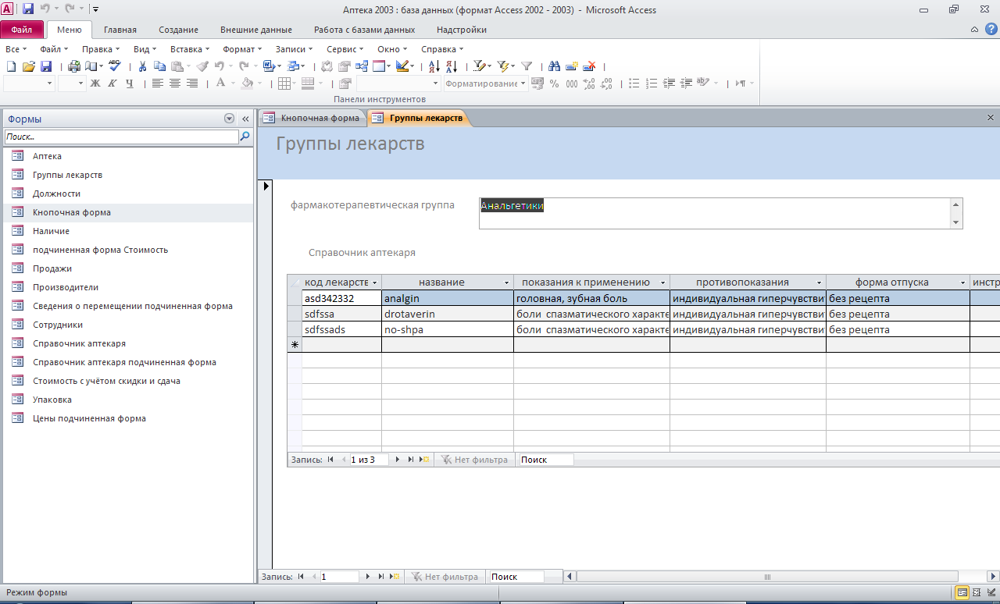 Аптека 2003 : база данных (формат Access 2002 - 2003) - Microsoft Access
Файл Меню Главная Создание Внешние данные Работа с базами данных Надстройки
Все Файл Правка Вид Вставка Формат Записи Сервис Окно Справка
Ж К Ч Форматирование % 000
Панели инструментов
Формы «
Поиск...
Аптека
Группы лекарств
Должности
Кнопочная форма
Наличие
подчиненная форма Стоимость
Продажи
Производители
Сведения о перемещении подчиненная форма
Сотрудники
Справочник аптекаря
Справочник аптекаря подчиненная форма
Стоимость с учётом скидки и сдача
Упаковка
Цены подчиненная форма
Кнопочная форма Группы лекарств
Группы лекарств
фармакотерапевтическая группа Анальгетики
Справочник аптекаря
код лекарств название показания к применению противопоказания форма отпуска инстр
asd342332 analgin головная, зубная боль индивидуальная гиперчувстви без рецепта
sdfssa drotaverin боли спазматического характе индивидуальная гиперчувстви без рецепта
sdfssads no-shpa боли спазматического характе индивидуальная гиперчувстви без рецепта
Запись: 1 из 3 Нет фильтра Поиск
Запись: 1 Нет фильтра Поиск
Режим формы